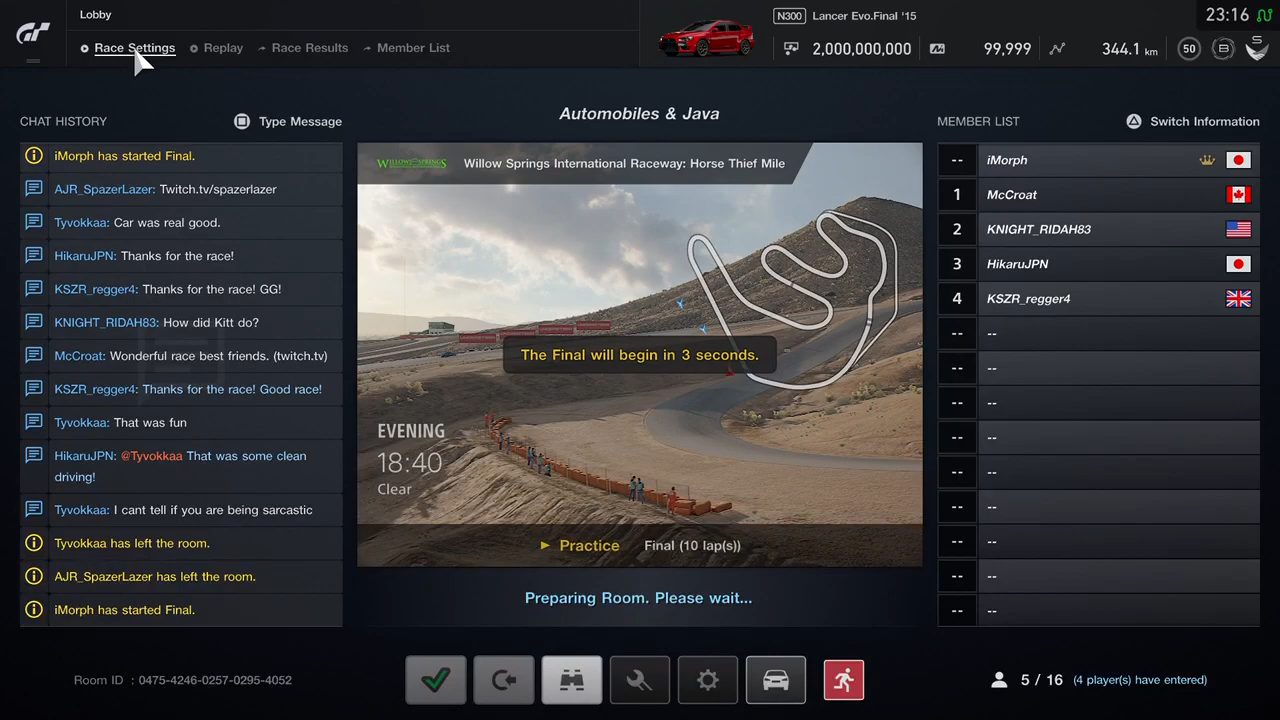 Lobby
Race Settings
Replay
Race Results
Member List
N300
Lancer Evo.Final '15
2,000,000,000
99,999
344.1 km
50
B
S
23:16
CHAT HISTORY
Type Message
iMorph has started Final.
AJR_SpazerLazer: Twitch.tv/spazerlazer
Tyvokkaa: Car was real good.
HikaruJPN: Thanks for the race!
KSZR_regger4: Thanks for the race! GG!
KNIGHT_RIDAH83: How did Kitt do?
McCroat: Wonderful race best friends. (twitch.tv)
KSZR_regger4: Thanks for the race! Good race!
Tyvokkaa: That was fun
HikaruJPN: @Tyvokkaa That was some clean
driving!
Tyvokkaa: I cant tell if you are being sarcastic
Tyvokkaa has left the room.
AJR_SpazerLazer has left the room.
iMorph has started Final.
Automobiles & Java
WILLOW SPRINGS
Willow Springs International Raceway: Horse Thief Mile
The Final will begin in 3 seconds.
EVENING
18:40
Clear
Practice
Final (10 lap(s))
Preparing Room. Please wait...
MEMBER LIST
Switch Information
-- iMorph
1 McCroat
2 KNIGHT_RIDAH83
3 HikaruJPN
4 KSZR_regger4
-- --
-- --
-- --
-- --
-- --
-- --
-- --
-- --
-- --
Room ID : 0475-4246-0257-0295-4052
5 / 16
(4 player(s) have entered)